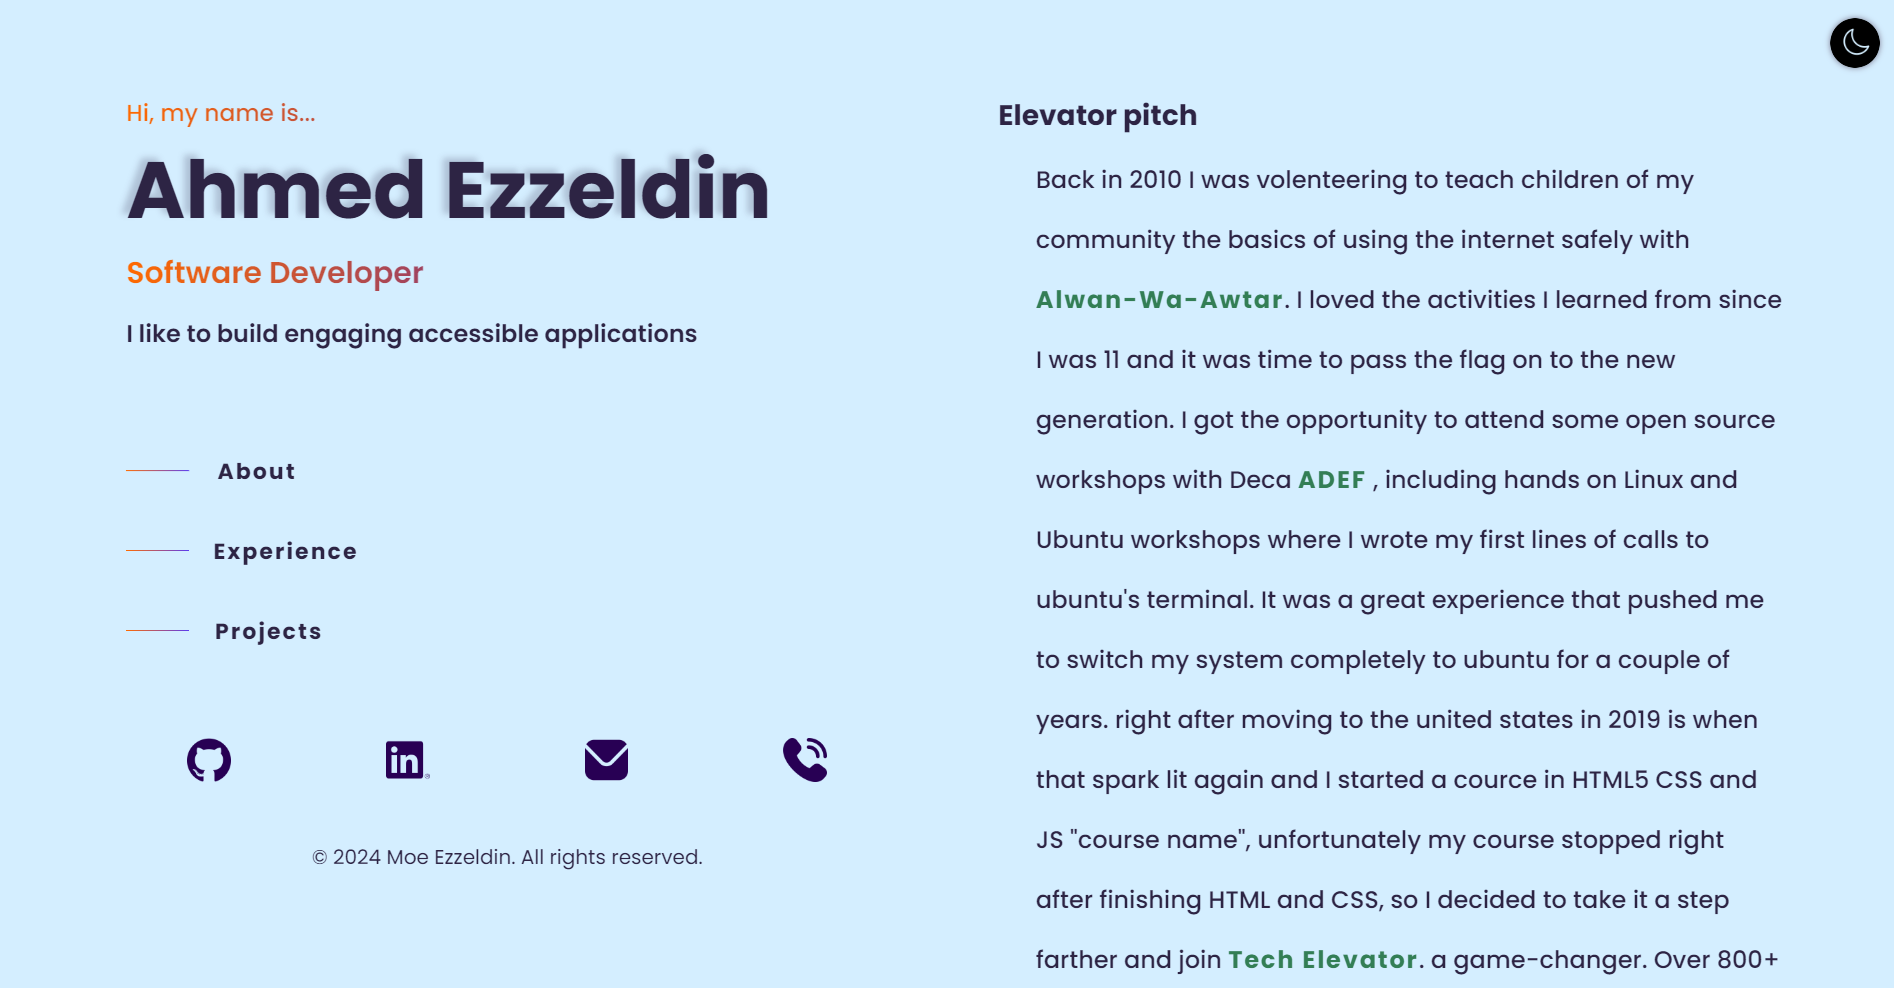 Hi, my name is...
Ahmed Ezzeldin
Software Developer
I like to build engaging accessible applications
About
Experience
Projects
in
© 2024 Moe Ezzeldin. All rights reserved.
Elevator pitch
Back in 2010 I was volenteering to teach children of my
community the basics of using the internet safely with
Alwan-Wa-Awtar. I loved the activities I learned from since
I was 11 and it was time to pass the flag on to the new
generation. I got the opportunity to attend some open source
workshops with Deca ADEF , including hands on Linux and
Ubuntu workshops where I wrote my first lines of calls to
ubuntu's terminal. It was a great experience that pushed me
to switch my system completely to ubuntu for a couple of
years. right after moving to the united states in 2019 is when
that spark lit again and I started a cource in HTML5 CSS and
JS "course name", unfortunately my course stopped right
after finishing HTML and CSS, so I decided to take it a step
farther and join Tech Elevator. a game-changer. Over 800+